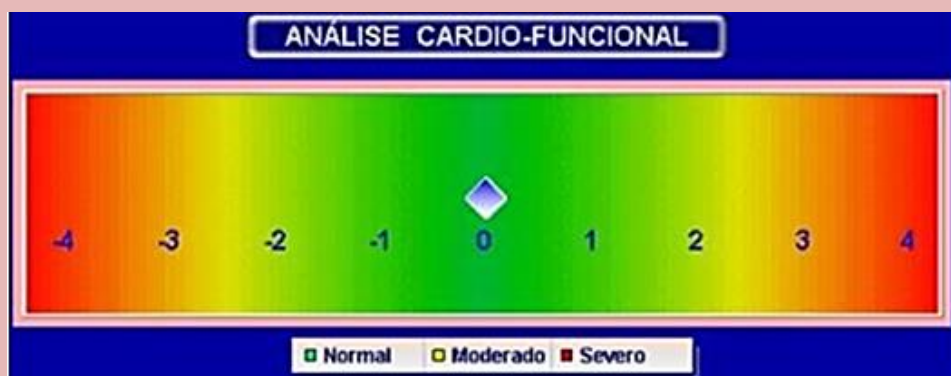 ANÁLISE CARDIO-FUNCIONAL
-4 -3 -2 -1 0 1 2 3 4
Normal Moderado Severo